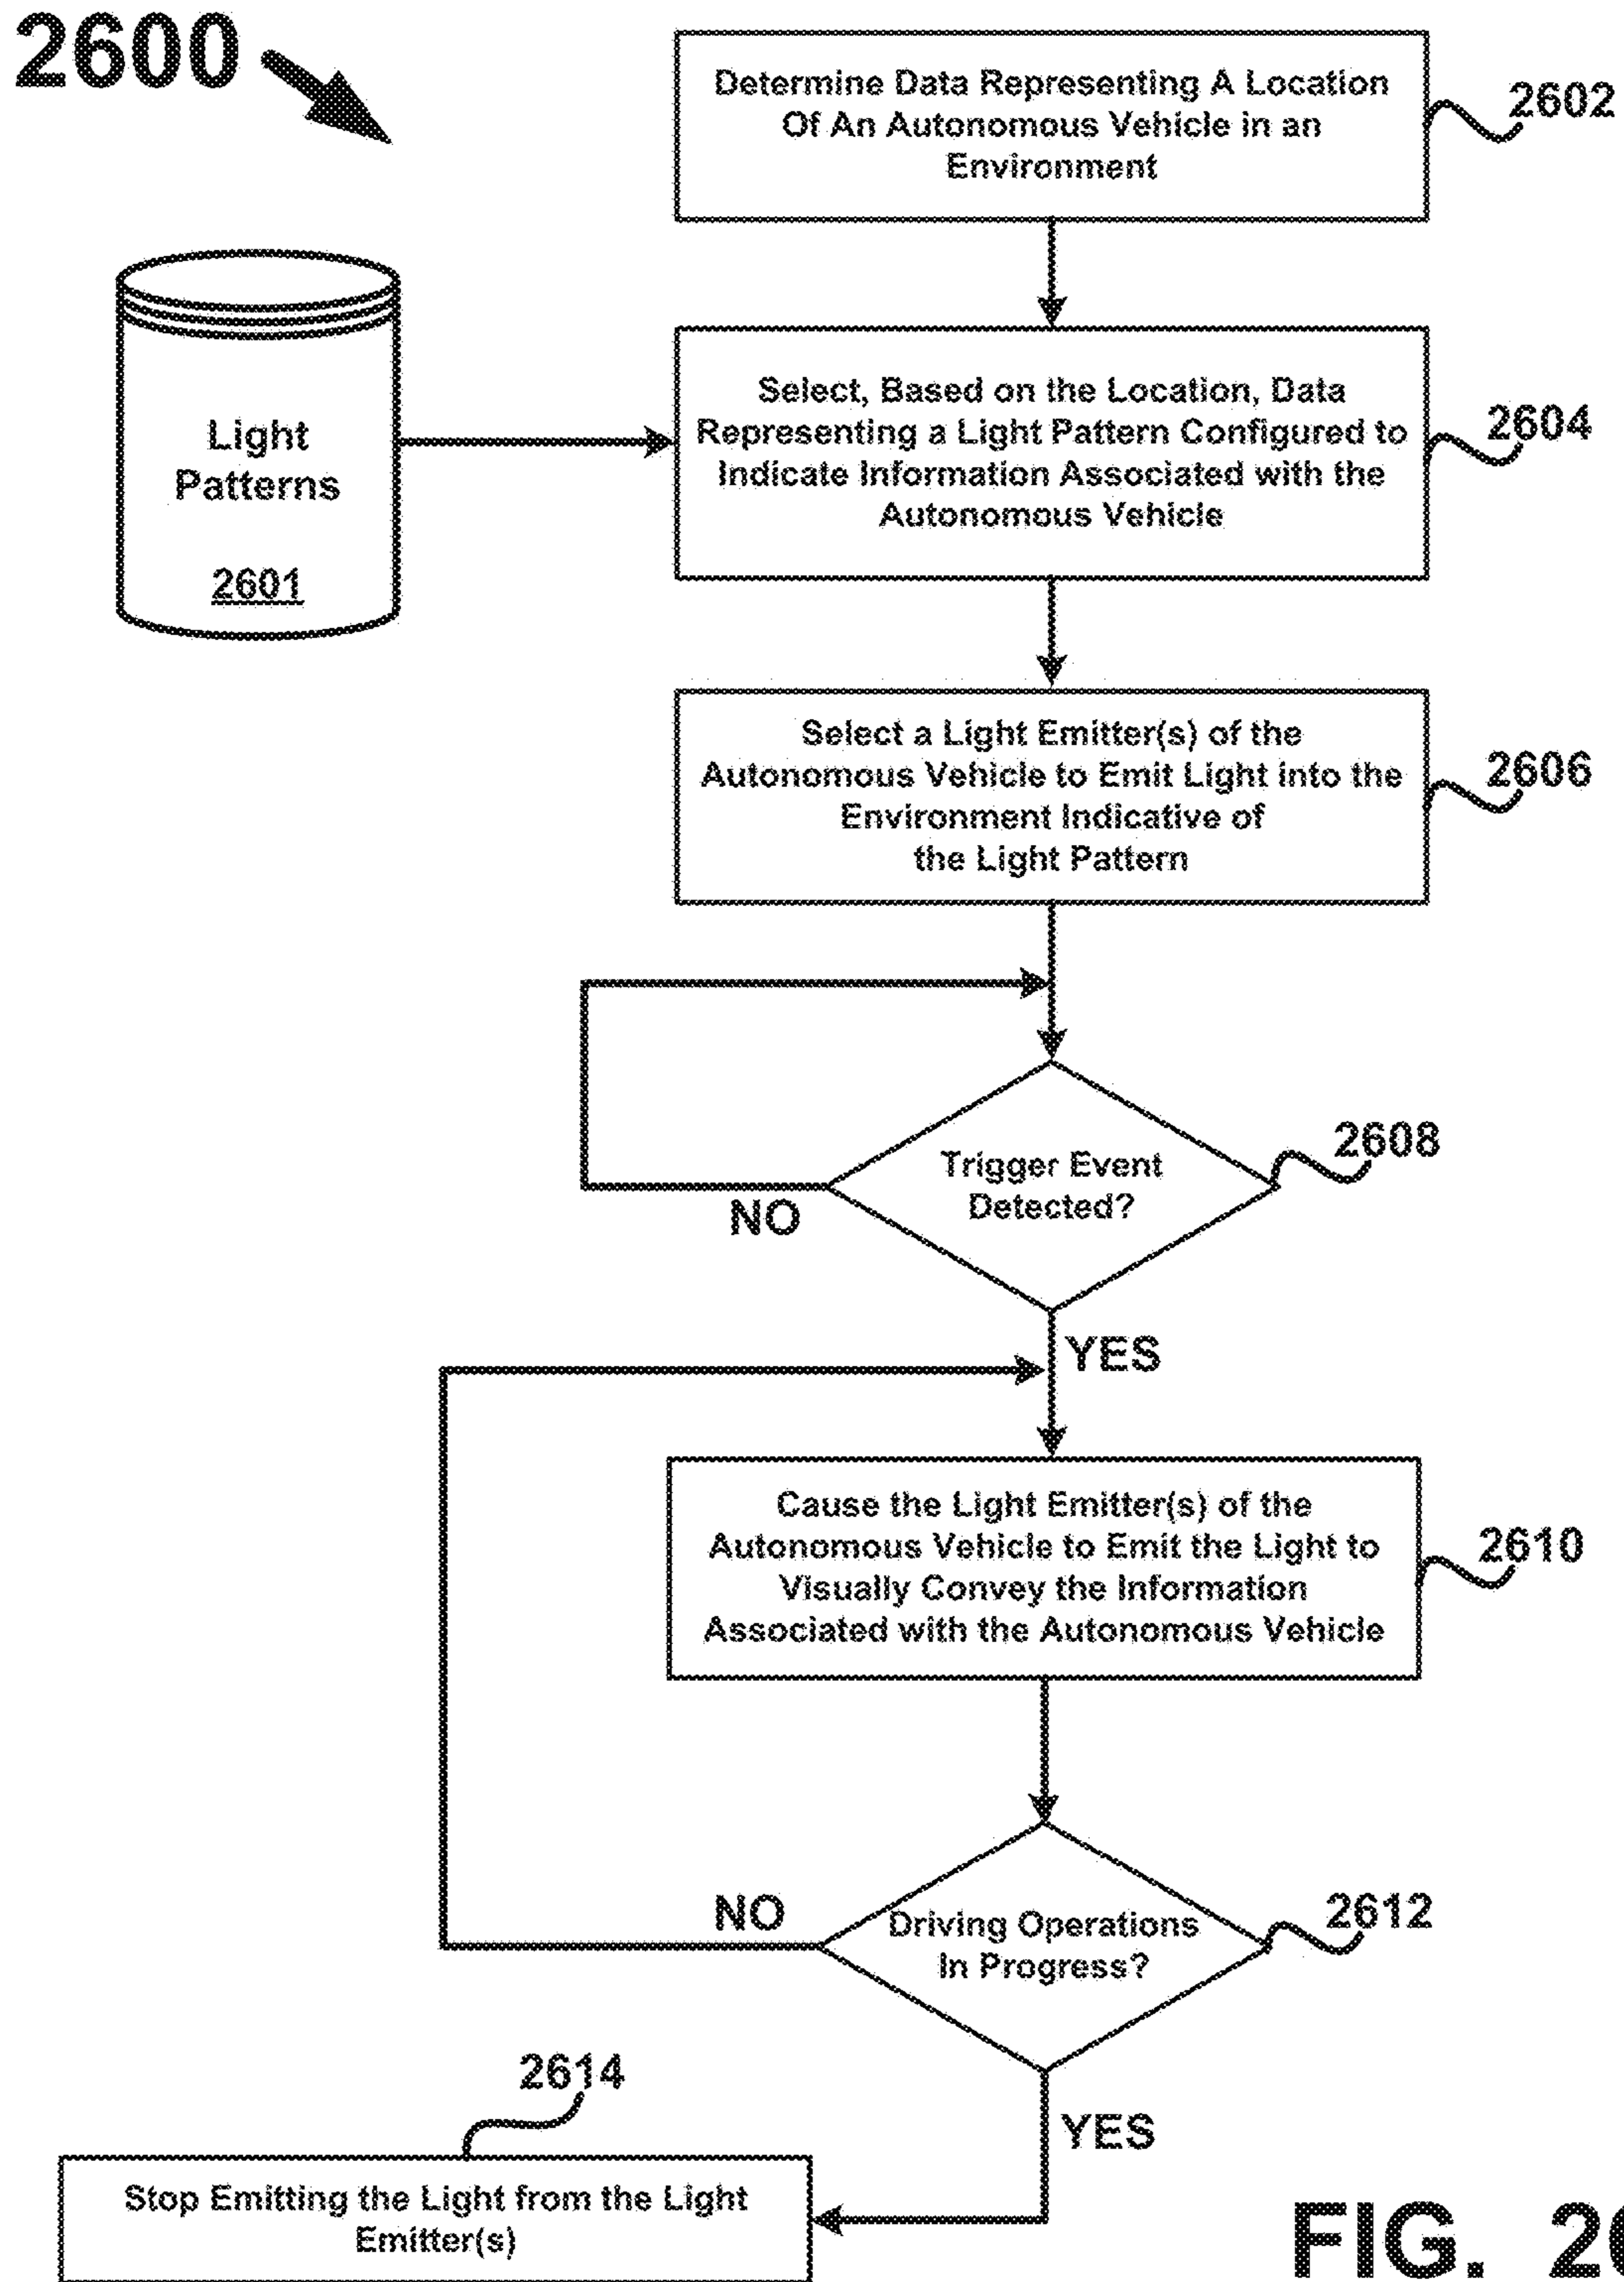 2600
Determine Data Representing A Location
Of An Autonomous Vehicle in an
Environment
2602
Light
Patterns
2601
Select, Based on the Location, Data
Representing a Light Pattern Configured to
Indicate Information Associated with the
Autonomous Vehicle
2604
Select a Light Emitter(s) of the
Autonomous Vehicle to Emit Light into the
Environment Indicative of
the Light Pattern
2606
Trigger Event
Detected?
2608
NO
YES
Cause the Light Emitter(s) of the
Autonomous Vehicle to Emit the Light to
Visually Convey the Information
Associated with the Autonomous Vehicle
2610
Driving Operations
In Progress?
2612
NO
YES
2614
Stop Emitting the Light from the Light
Emitter(s)
FIG.